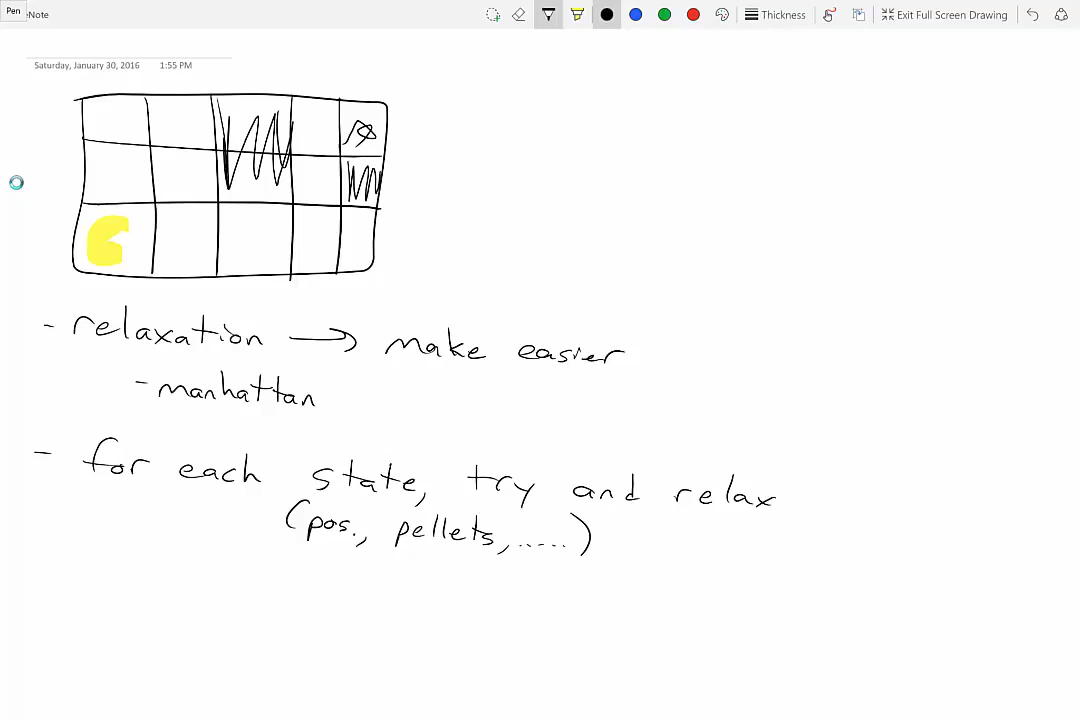 Pen
eNote
Thickness
Exit Full Screen Drawing
Saturday, January 30, 2016 1:55 PM
- relaxation → make easier
- manhattan
- for each state, try and relax
(pos., pellets, .....)